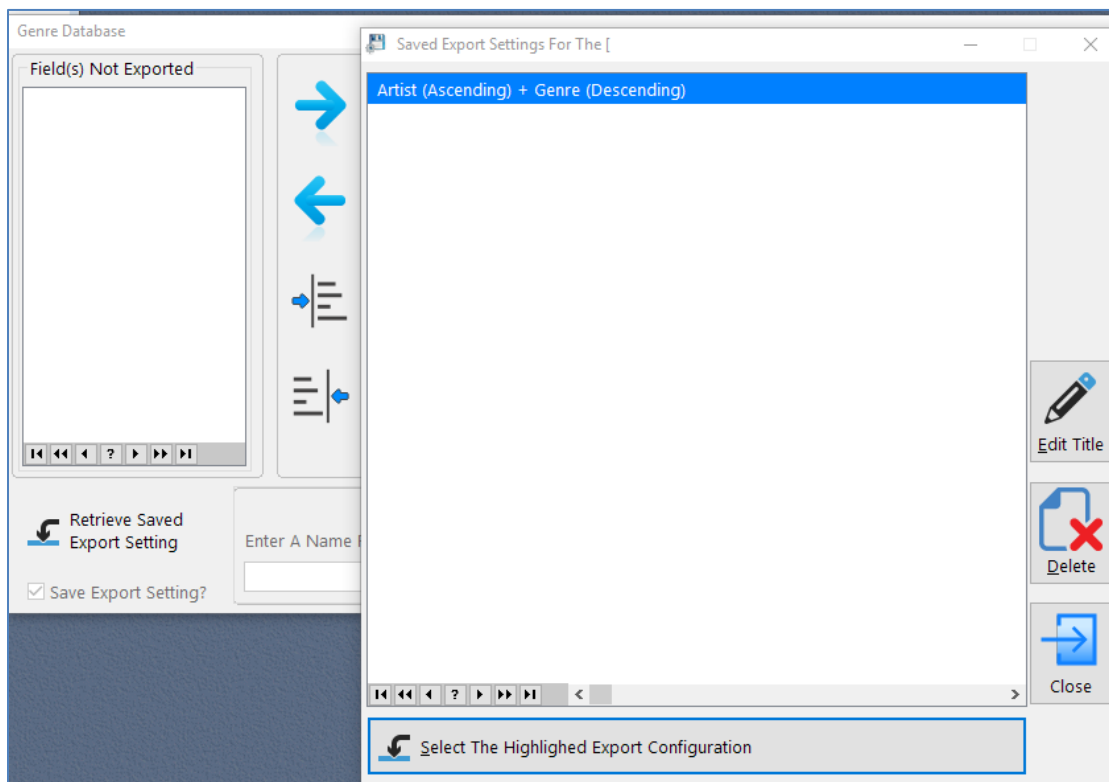 Genre Database
Field(s) Not Exported
?
Retrieve Saved
Export Setting
Save Export Setting?
Enter A Name
Saved Export Settings For The [
Artist (Ascending) + Genre (Descending)
?
Edit Title
Delete
Close
Select The Highlighed Export Configuration